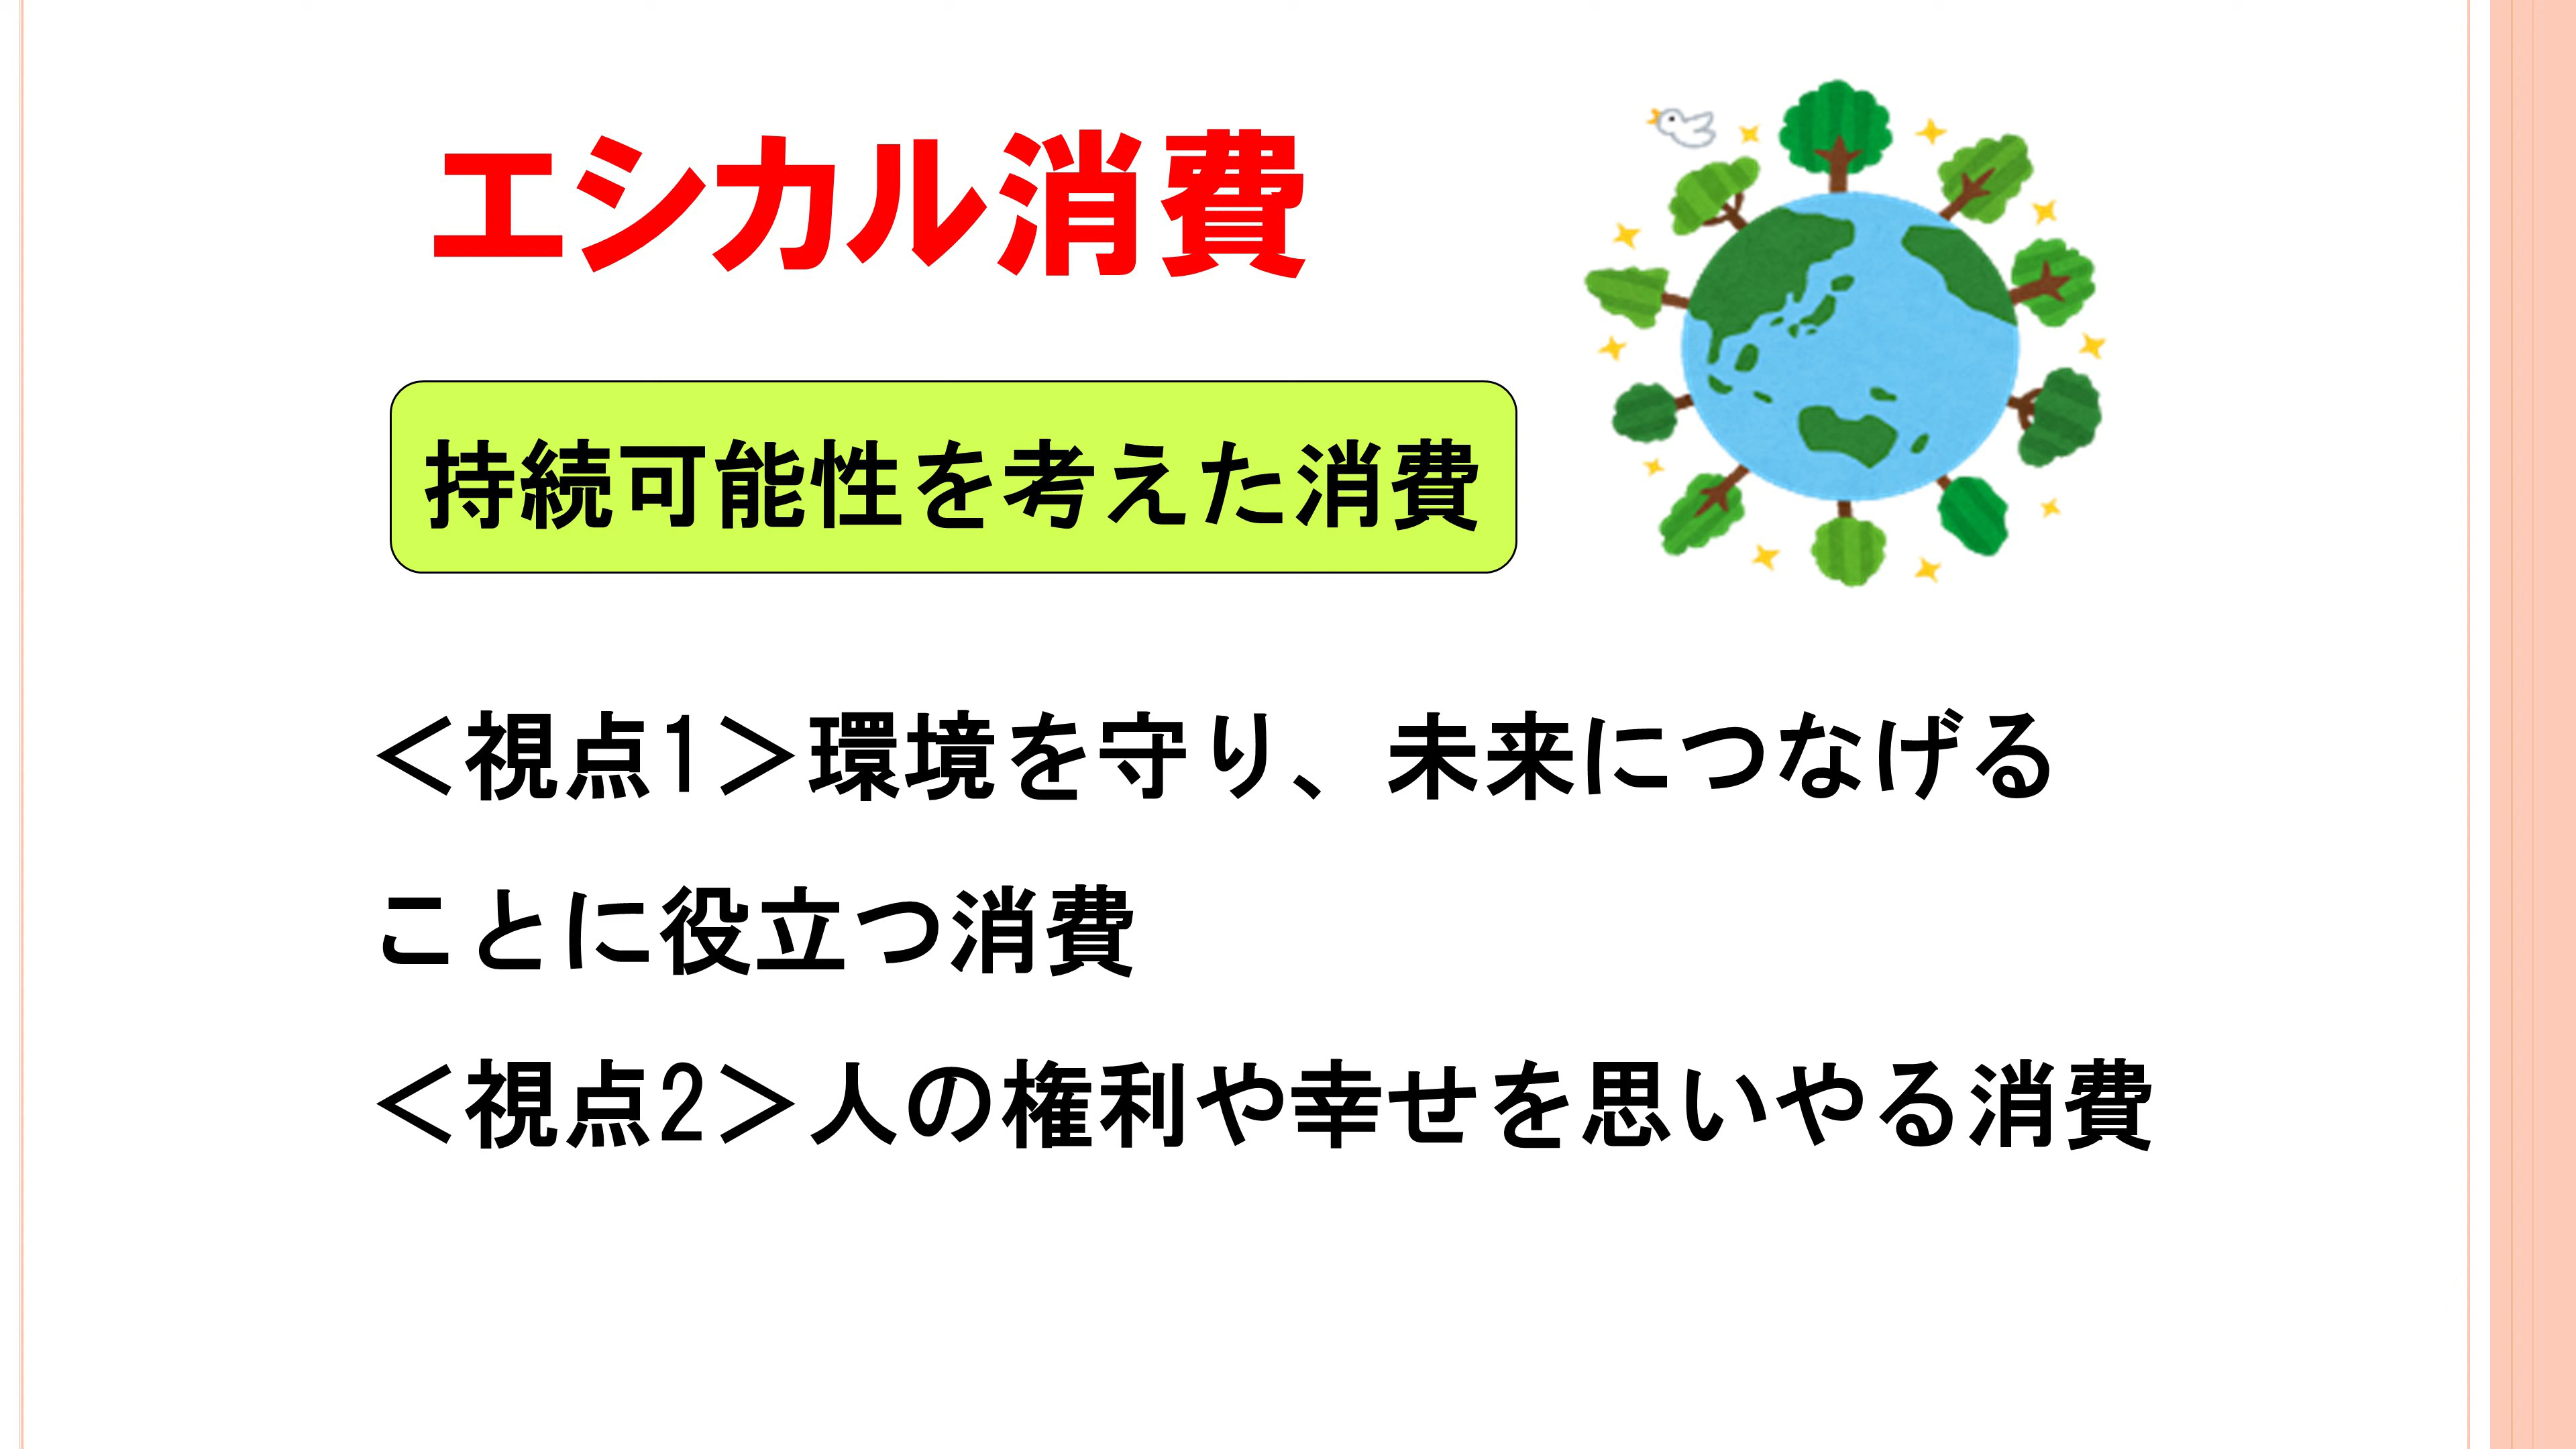 エシカル消費
持続可能性を考えた消費
＜視点1＞環境を守り、未来につなげる
ことに役立つ消費
＜視点2＞人の権利や幸せを思いやる消費